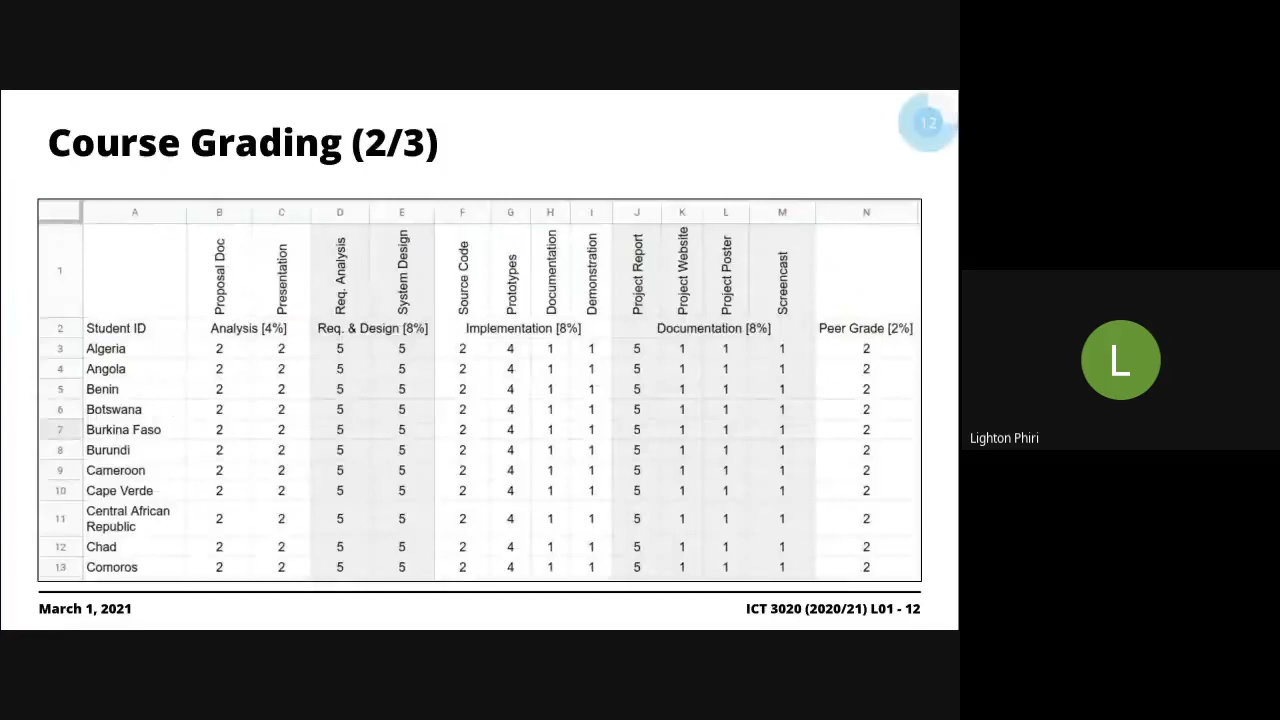 12
Course Grading (2/3)
A B C D E F G H I J K L M N
1 Proposal Doc Presentation Req. Analysis System Design Source Code Prototypes Documentation Demonstration Project Report Project Website Project Poster Screencast
2 Student ID Analysis [4%] Req. & Design [8%] Implementation [8%] Documentation [8%] Peer Grade [2%]
3 Algeria 2 2 5 5 2 4 1 1 5 1 1 1 2
4 Angola 2 2 5 5 2 4 1 1 5 1 1 1 2
5 Benin 2 2 5 5 2 4 1 1 5 1 1 1 2
6 Botswana 2 2 5 5 2 4 1 1 5 1 1 1 2
7 Burkina Faso 2 2 5 5 2 4 1 1 5 1 1 1 2
8 Burundi 2 2 5 5 2 4 1 1 5 1 1 1 2
9 Cameroon 2 2 5 5 2 4 1 1 5 1 1 1 2
10 Cape Verde 2 2 5 5 2 4 1 1 5 1 1 1 2
11 Central African
Republic 2 2 5 5 2 4 1 1 5 1 1 1 2
12 Chad 2 2 5 5 2 4 1 1 5 1 1 1 2
13 Comoros 2 2 5 5 2 4 1 1 5 1 1 1 2
March 1, 2021 ICT 3020 (2020/21) L01 - 12
L
Lighton Phiri